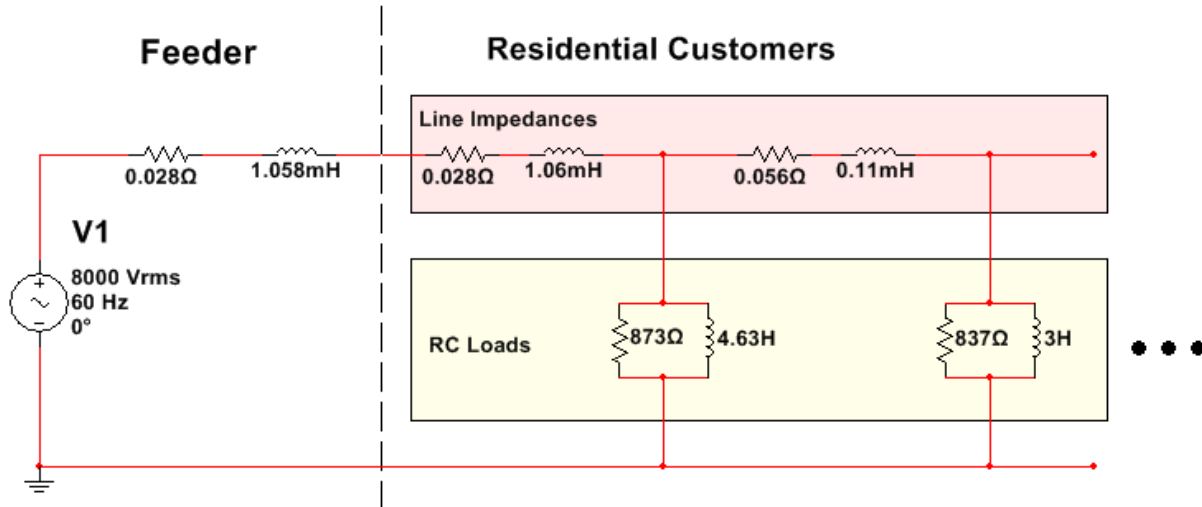 Feeder
Residential Customers
Line Impedances
0.028Ω
1.058mH
0.028Ω
1.06mH
0.056Ω
0.11mH
V1
8000 Vrms
60 Hz
0°
RC Loads
873Ω
4.63H
837Ω
3H